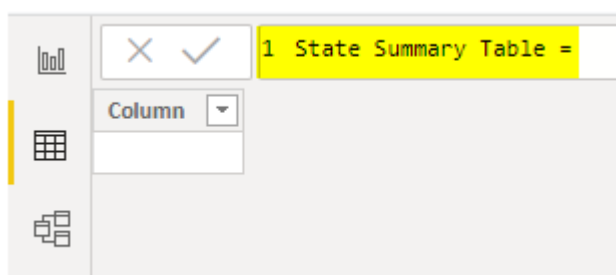 1 State Summary Table =
Column